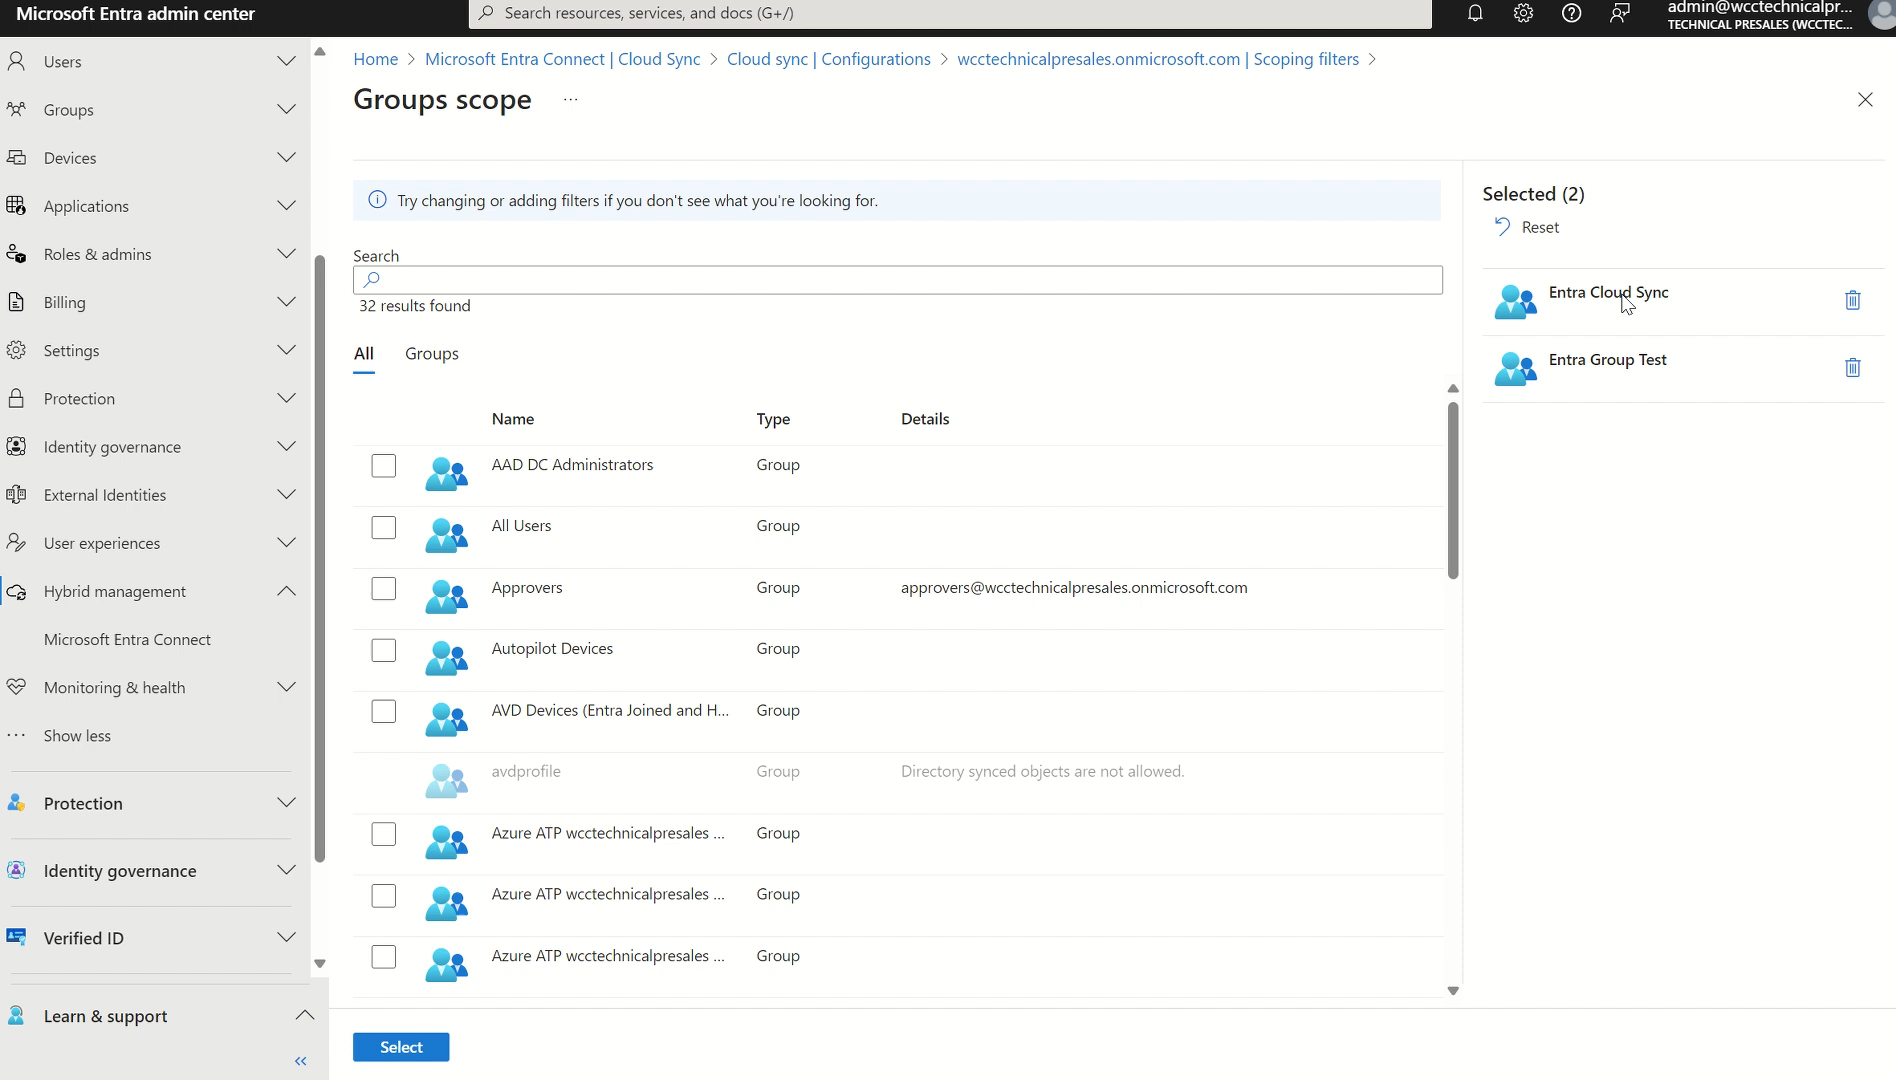 Microsoft Entra admin center
Search resources, services, and docs (G+/)
admin@wcctechnicalpr...
TECHNICAL PRESALES (WCCTEC...
Users
Groups
Devices
Applications
Roles & admins
Billing
Settings
Protection
Identity governance
External Identities
User experiences
Hybrid management
Microsoft Entra Connect
Monitoring & health
... Show less
Protection
Identity governance
Verified ID
Learn & support
«
Home > Microsoft Entra Connect | Cloud Sync > Cloud sync | Configurations > wcctechnicalpresales.onmicrosoft.com | Scoping filters >
Groups scope ...
Try changing or adding filters if you don't see what you're looking for.
Search
32 results found
All Groups
Name Type Details
AAD DC Administrators Group
All Users Group
Approvers Group approvers@wcctechnicalpresales.onmicrosoft.com
Autopilot Devices Group
AVD Devices (Entra Joined and H... Group
avdprofile Group Directory synced objects are not allowed.
Azure ATP wcctechnicalpresales ... Group
Azure ATP wcctechnicalpresales ... Group
Azure ATP wcctechnicalpresales ... Group
Select
Selected (2)
Reset
Entra Cloud Sync
Entra Group Test